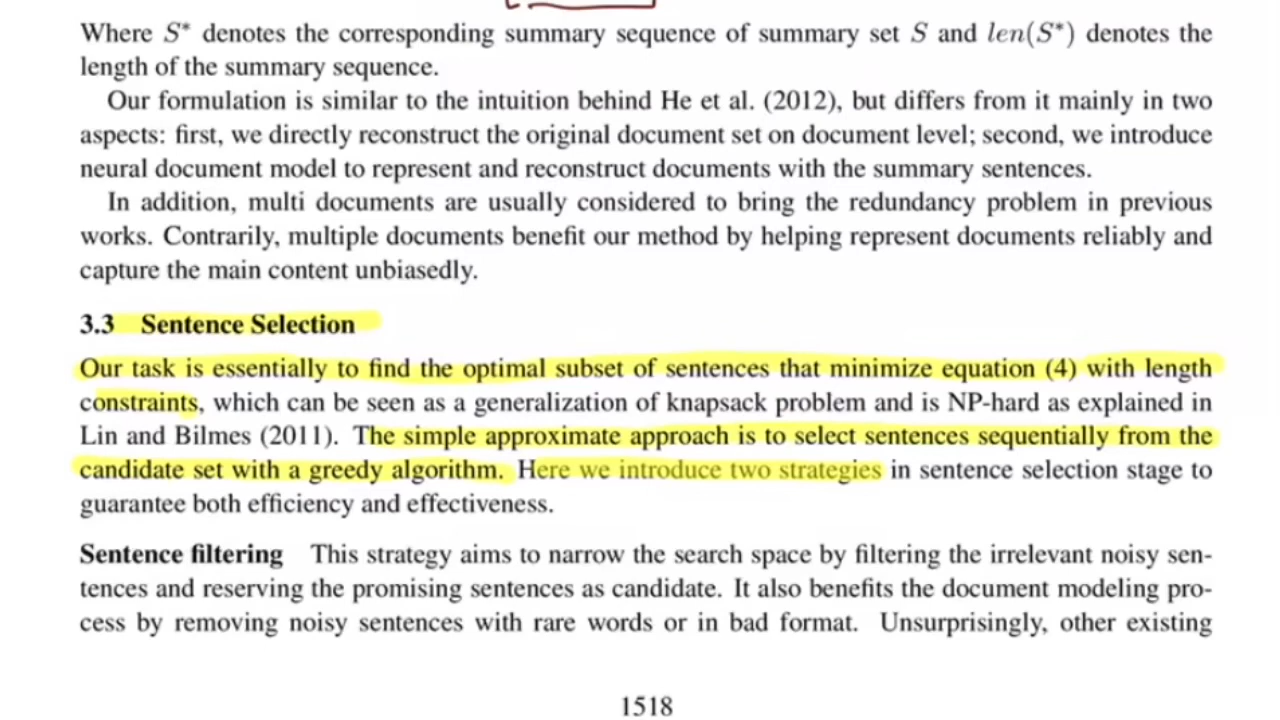 Where S* denotes the corresponding summary sequence of summary set S and len(S*) denotes the
length of the summary sequence.
Our formulation is similar to the intuition behind He et al. (2012), but differs from it mainly in two
aspects: first, we directly reconstruct the original document set on document level; second, we introduce
neural document model to represent and reconstruct documents with the summary sentences.
In addition, multi documents are usually considered to bring the redundancy problem in previous
works. Contrarily, multiple documents benefit our method by helping represent documents reliably and
capture the main content unbiasedly.
3.3 Sentence Selection
Our task is essentially to find the optimal subset of sentences that minimize equation (4) with length
constraints, which can be seen as a generalization of knapsack problem and is NP-hard as explained in
Lin and Bilmes (2011). The simple approximate approach is to select sentences sequentially from the
candidate set with a greedy algorithm. Here we introduce two strategies in sentence selection stage to
guarantee both efficiency and effectiveness.
Sentence filtering This strategy aims to narrow the search space by filtering the irrelevant noisy sen-
tences and reserving the promising sentences as candidate. It also benefits the document modeling pro-
cess by removing noisy sentences with rare words or in bad format. Unsurprisingly, other existing
1518